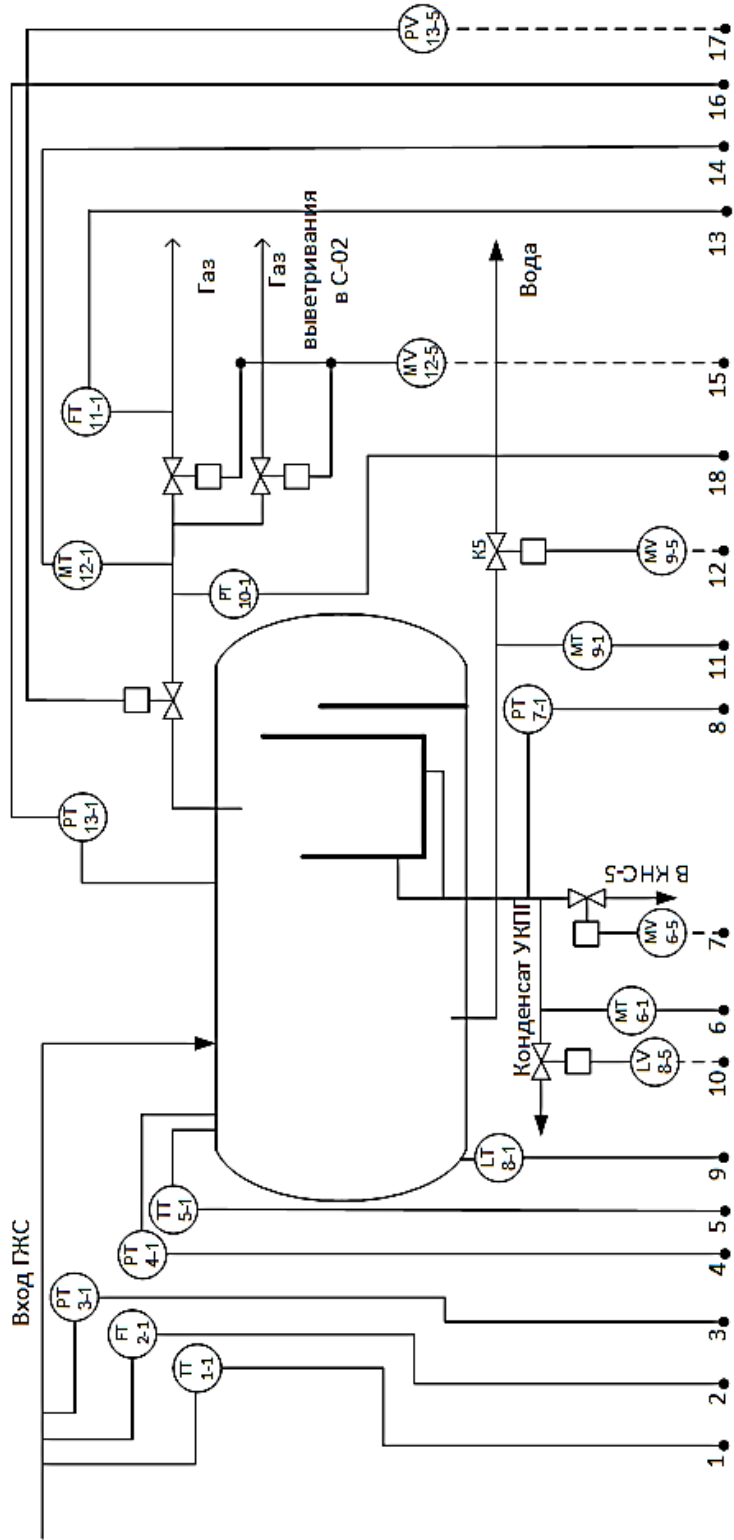 Вход ГЖС
PT
3-1
FT
2-1
TT
1-1
PT
4-1
TT
5-1
PT
13-1
MT
12-1
FT
11-1
PV
13-5
Газ
Газ
выветривания
в С-02
PT
10-1
MV
12-5
Вода
К5
LT
8-1
Конденсат УКПГ
LV
8-5
MT
6-1
MV
6-5
В КНС-5
PT
7-1
MT
9-1
MV
9-5
1
2
3
4
5
9
10
6
7
8
11
12
18
15
13
14
16
17